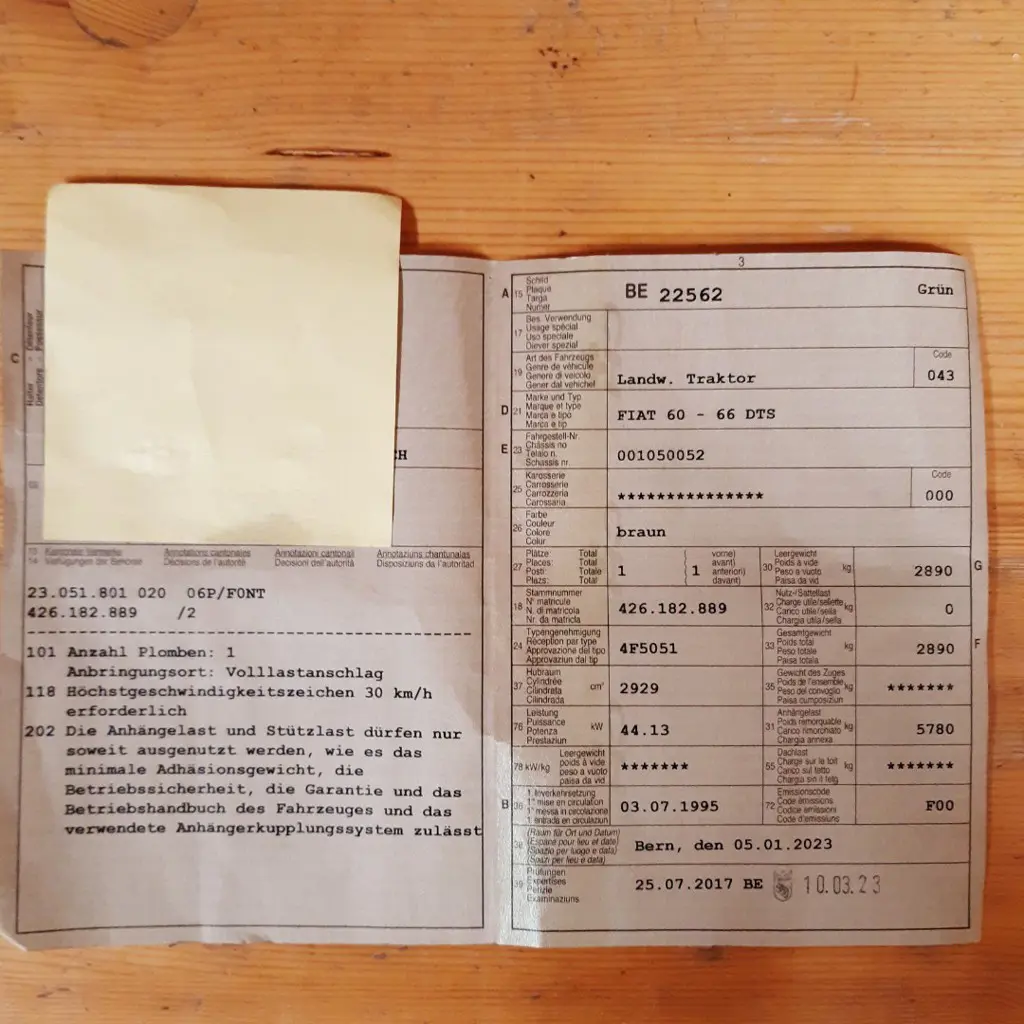 C
Halter - Détenteur
Detentore - Possessur
CH
13 Kantonale Vermerke Annotations cantonales Annotazioni cantonali Annotaziuns chantunalas
14 Verfügungen der Behörde Décisions de l'autorité Decisioni dell'autorità Disposiziuns da l'autoritad
23.051.801 020 06P/FONT
426.182.889 /2
101 Anzahl Plomben: 1
Anbringungsort: Volllastanschlag
118 Höchstgeschwindigkeitszeichen 30 km/h
erforderlich
202 Die Anhängelast und Stützlast dürfen nur
soweit ausgenutzt werden, wie es das
minimale Adhäsionsgewicht, die
Betriebssicherheit, die Garantie und das
Betriebshandbuch des Fahrzeuges und das
verwendete Anhängerkupplungssystem zulässt
3
A 15 Schild
Plaque
Targa
Numer
BE 22562 Grün
17 Bes. Verwendung
Usage spécial
Uso speciale
Diever spezial
19 Art des Fahrzeugs
Genre de véhicule
Genere di veicolo
Gener dal vehichel
Landw. Traktor
Code
043
D 21 Marke und Typ
Marque et type
Marca e tipo
Marca e tip
FIAT 60 - 66 DTS
E 23 Fahrgestell-Nr.
Châssis no
Telaio n.
Schassis nr.
001050052
25 Karosserie
Carrosserie
Carrozzeria
Carossaria
***************
Code
000
26 Farbe
Couleur
Colore
Colur
braun
27 Plätze Total
Places: Total
Posti Totale
Plazs: Total
1
( vorne)
( avant)
( anteriori)
( davant)
1
30 Leergewicht
Poids à vide
Peso a vuoto
Paisa da vid
kg
2890
G
18 Stammnummer
N° matricule
N. di matricola
Nr. da matricla
426.182.889
32 Nutz-/Sattellast
Charge utile/sellette
Carico utile/sella
Chargia utila/sella
kg
0
24 Typengenehmigung
Réception par type
Approvazione del tipo
Approvaziun dal tip
4F5051
33 Gesamtgewicht
Poids total
Peso totale
Paisa totala
kg
2890
F
37 Hubraum
Cylindrée
Cilindrata
Cilindrada
cm³
2929
35 Gewicht des Zuges
Poids de l'ensemble
Peso del convoglio
Paisa cumposiziun
kg
*******
76 Leistung
Puissance
Potenza
Prestaziun
kW
44.13
31 Anhängelast
Poids remorquable
Carico rimorchiato
Chargia annexa
kg
5780
78 kW/kg Leergewicht
poids à vide
peso a vuoto
paisa da vid
*******
55 Dachlast
Charge sur le toit
Carico sul tetto
Chargia sin il tetg
kg
*******
B 36 1. Inverkehrsetzung
1re mise en circulation
1a messa in circolazione
1. entrada en circulaziun
03.07.1995
72 Emissionscode
Code émissions
Codice emissioni
Code d'emissiuns
F00
38 (Raum für Ort und Datum)
(Espace pour lieu et date)
(Spazio per luogo e data)
(Spazi per lieu e data)
Bern, den 05.01.2023
39 Prüfungen
Expertises
Perizie
Examinaziuns
25.07.2017 BE 10.03.23